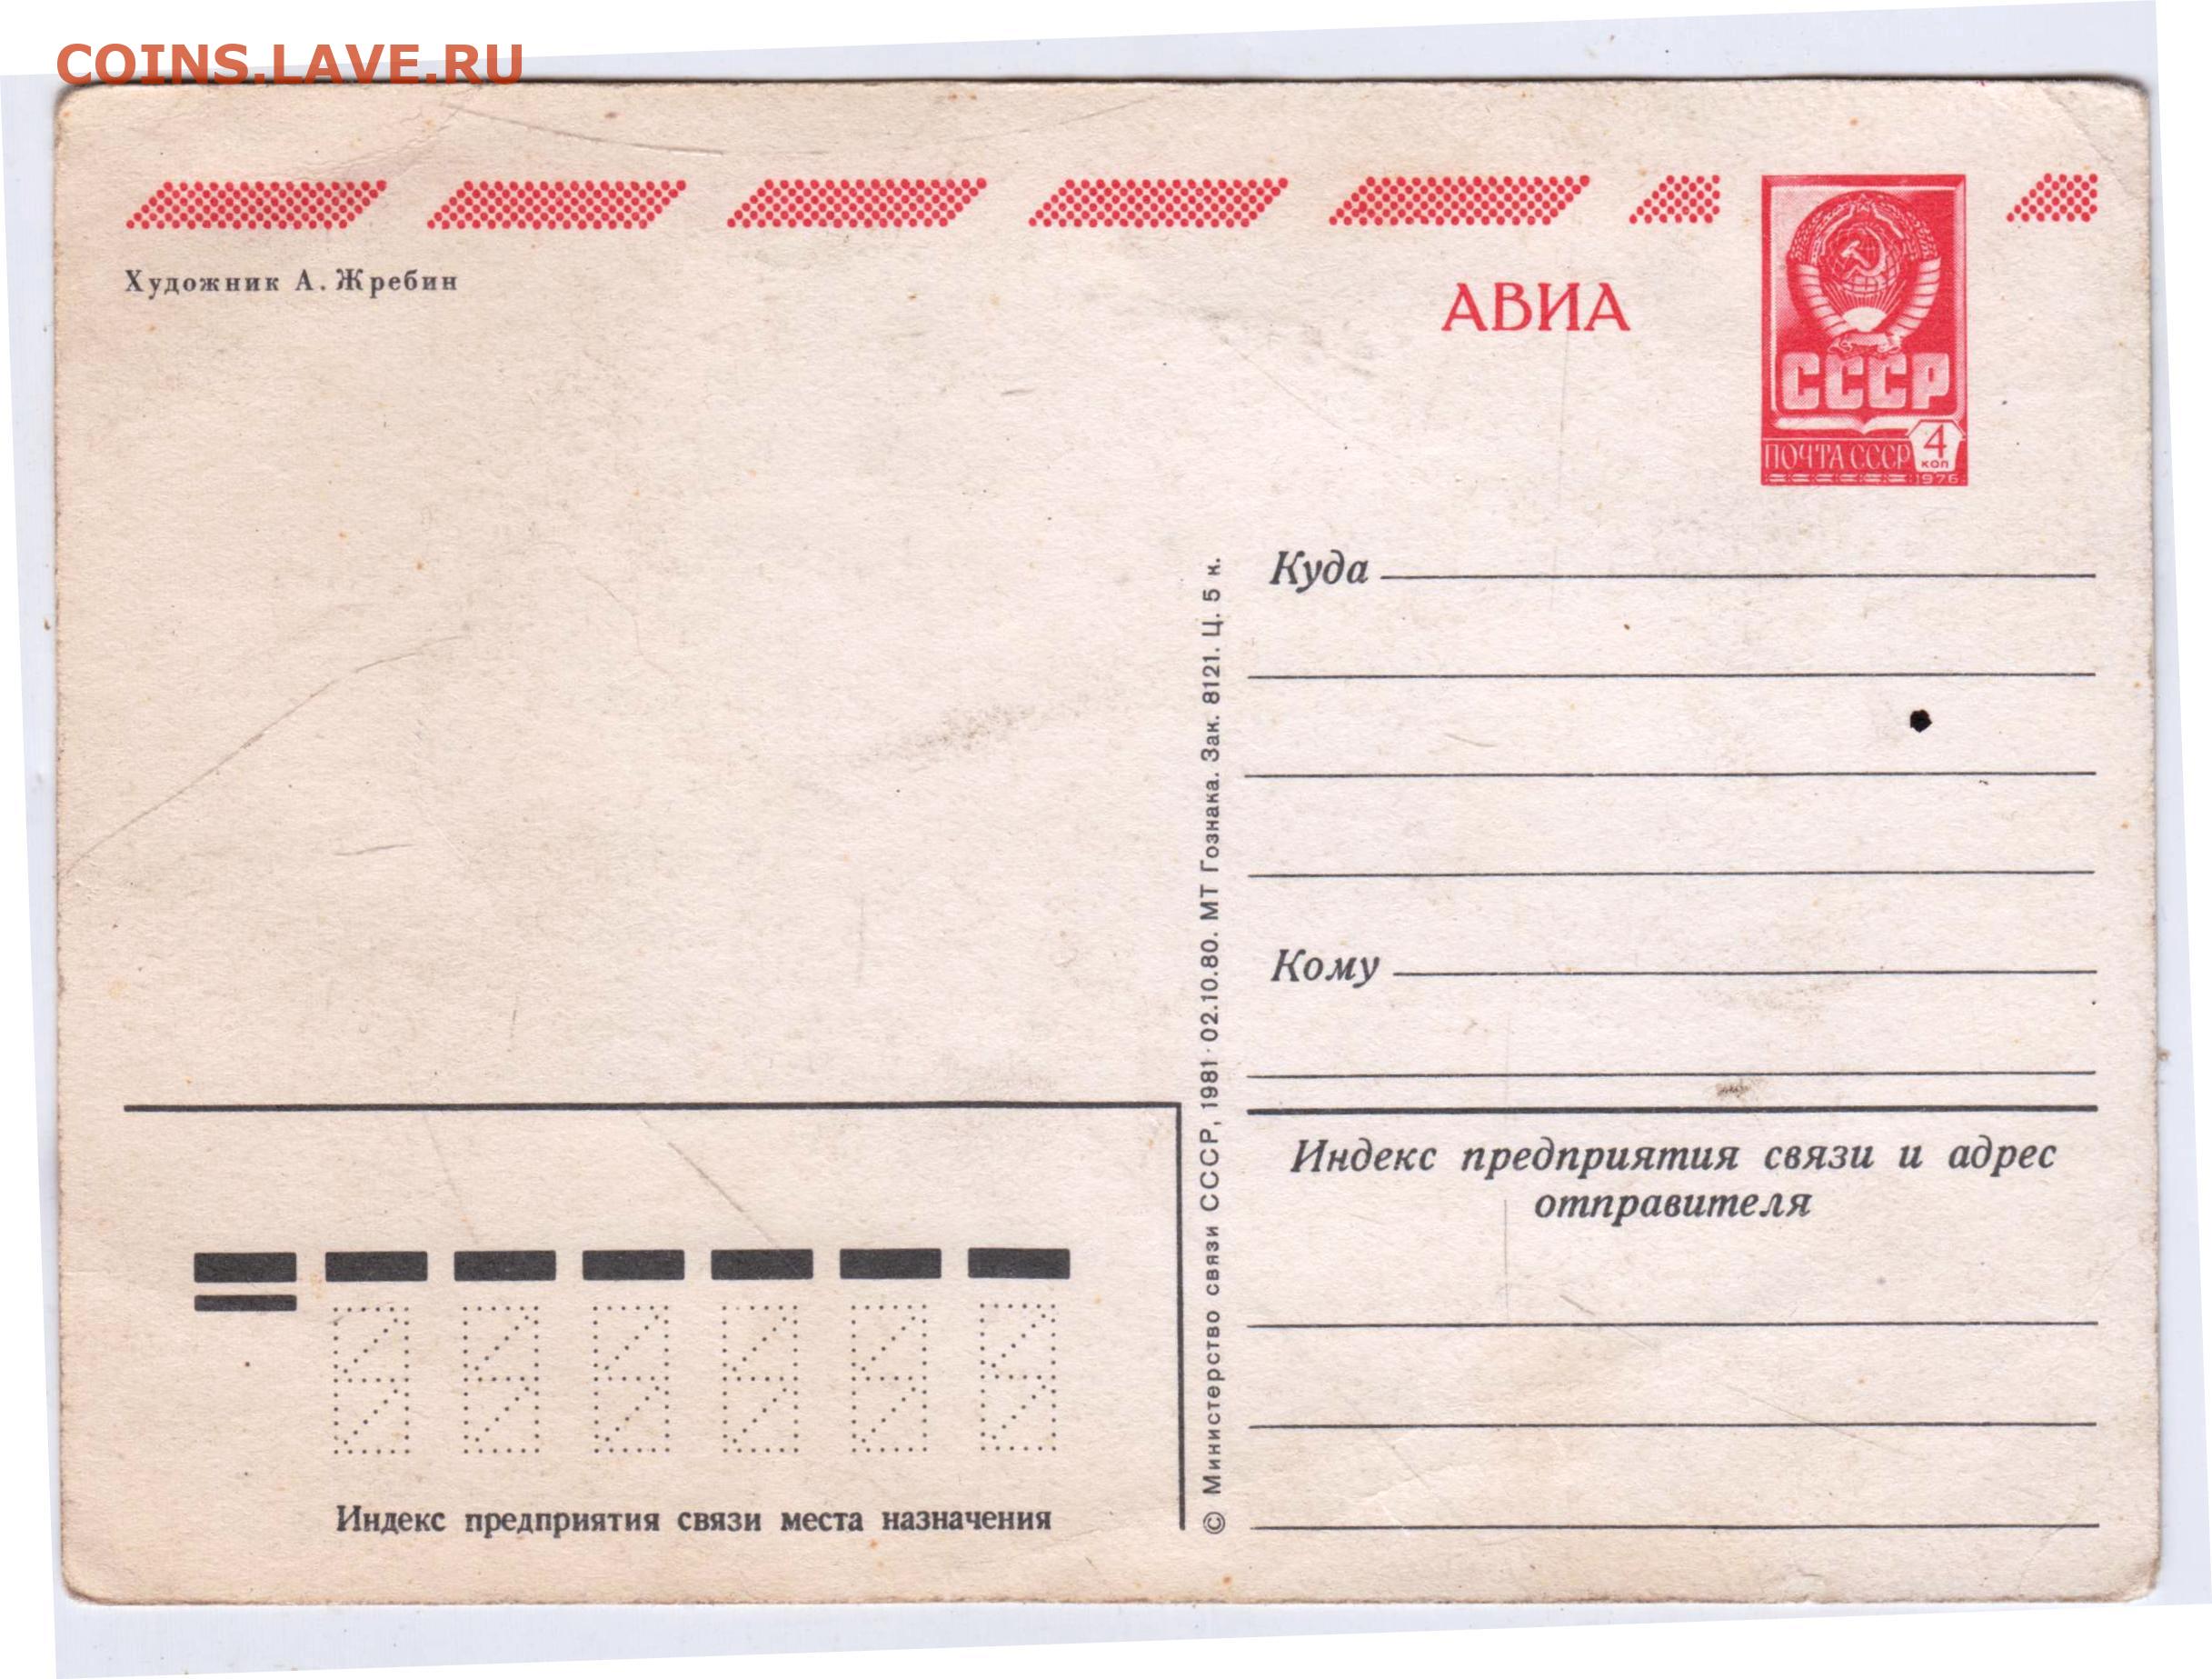 COINS.LAVE.RU
Художник А. Жребин
АВИА
СССР
ПОЧТА СССР
4
коп
1976
Куда
Кому
© Министерство связи СССР, 1981 · 02.10.80. МТ Гознака. Зак. 8121. Ц. 5 к.
Индекс предприятия связи и адрес
отправителя
Индекс предприятия связи места назначения